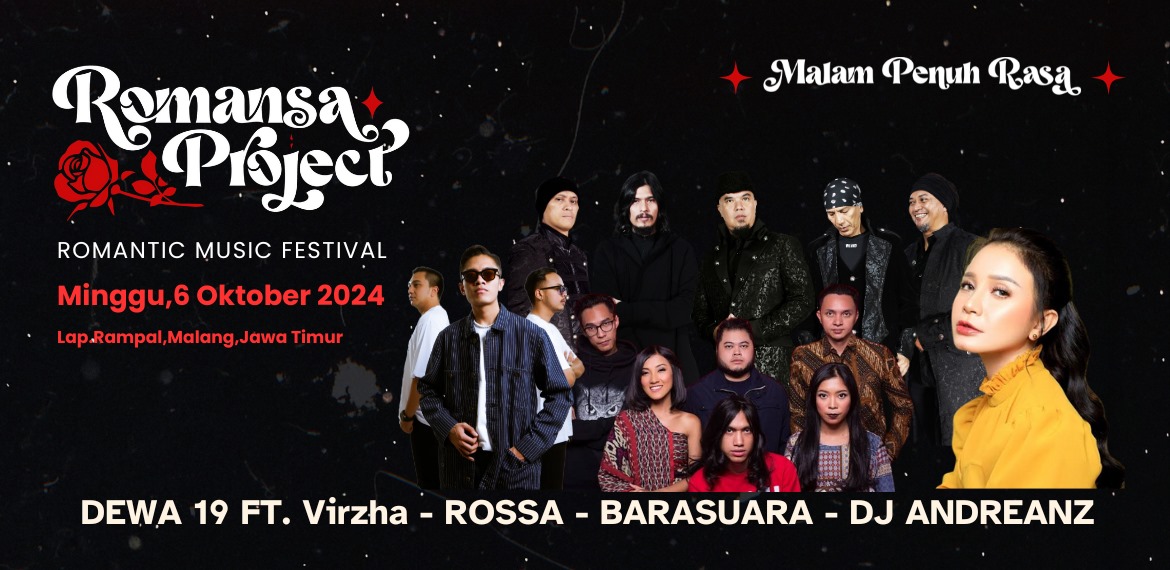 Romansa
Project
Malam Penuh Rasa
ROMANTIC MUSIC FESTIVAL
Minggu,6 Oktober 2024
Lap.Rampal,Malang,Jawa Timur
DEWA 19 FT. Virzha - ROSSA - BARASUARA - DJ ANDREANZ